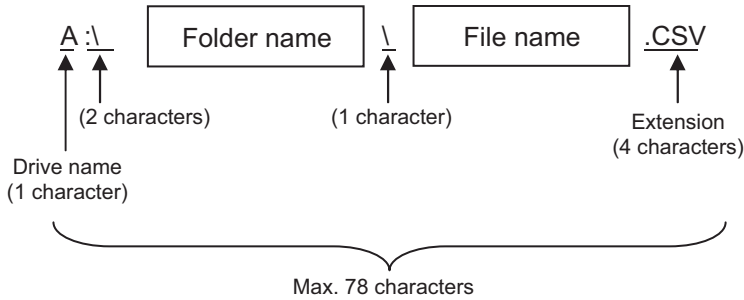 A :\ Folder name \ File name .CSV
(2 characters) (1 character) Extension
(4 characters)
Drive name
(1 character)
Max. 78 characters